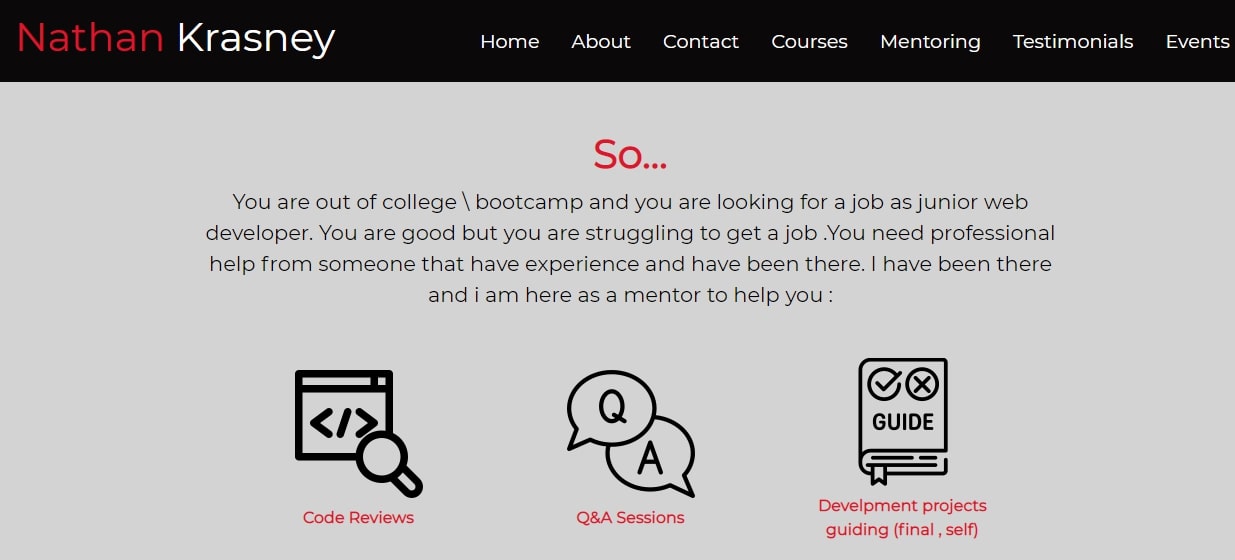 Nathan Krasney
Home About Contact Courses Mentoring Testimonials Events
So...
You are out of college \ bootcamp and you are looking for a job as junior web
developer. You are good but you are struggling to get a job .You need professional
help from someone that have experience and have been there. I have been there
and i am here as a mentor to help you :
</>
Q
A
GUIDE
Code Reviews
Q&A Sessions
Develpment projects
guiding (final , self)